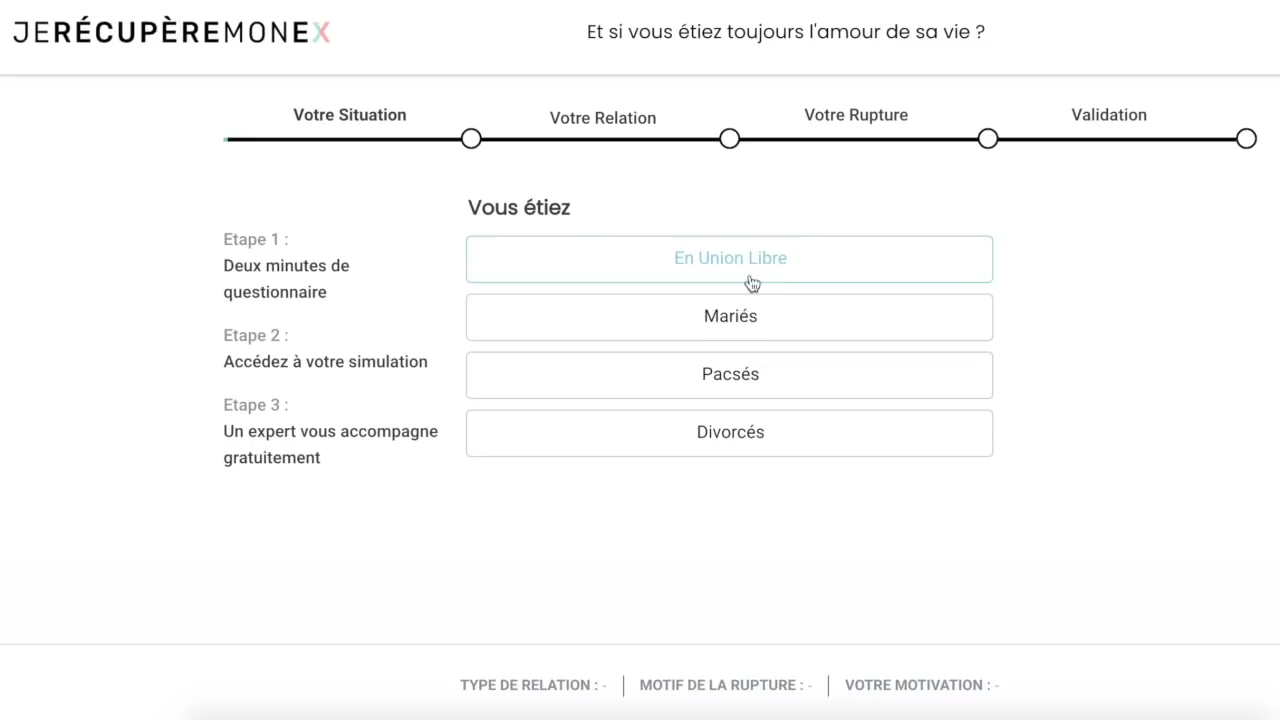 JERÉCUPÈREMONEX
Et si vous étiez toujours l'amour de sa vie ?
Votre Situation
Votre Relation
Votre Rupture
Validation
Vous étiez
Etape 1 :
Deux minutes de
questionnaire
Etape 2 :
Accédez à votre simulation
Etape 3 :
Un expert vous accompagne
gratuitement
En Union Libre
Mariés
Pacsés
Divorcés
TYPE DE RELATION : -
MOTIF DE LA RUPTURE : -
VOTRE MOTIVATION : -